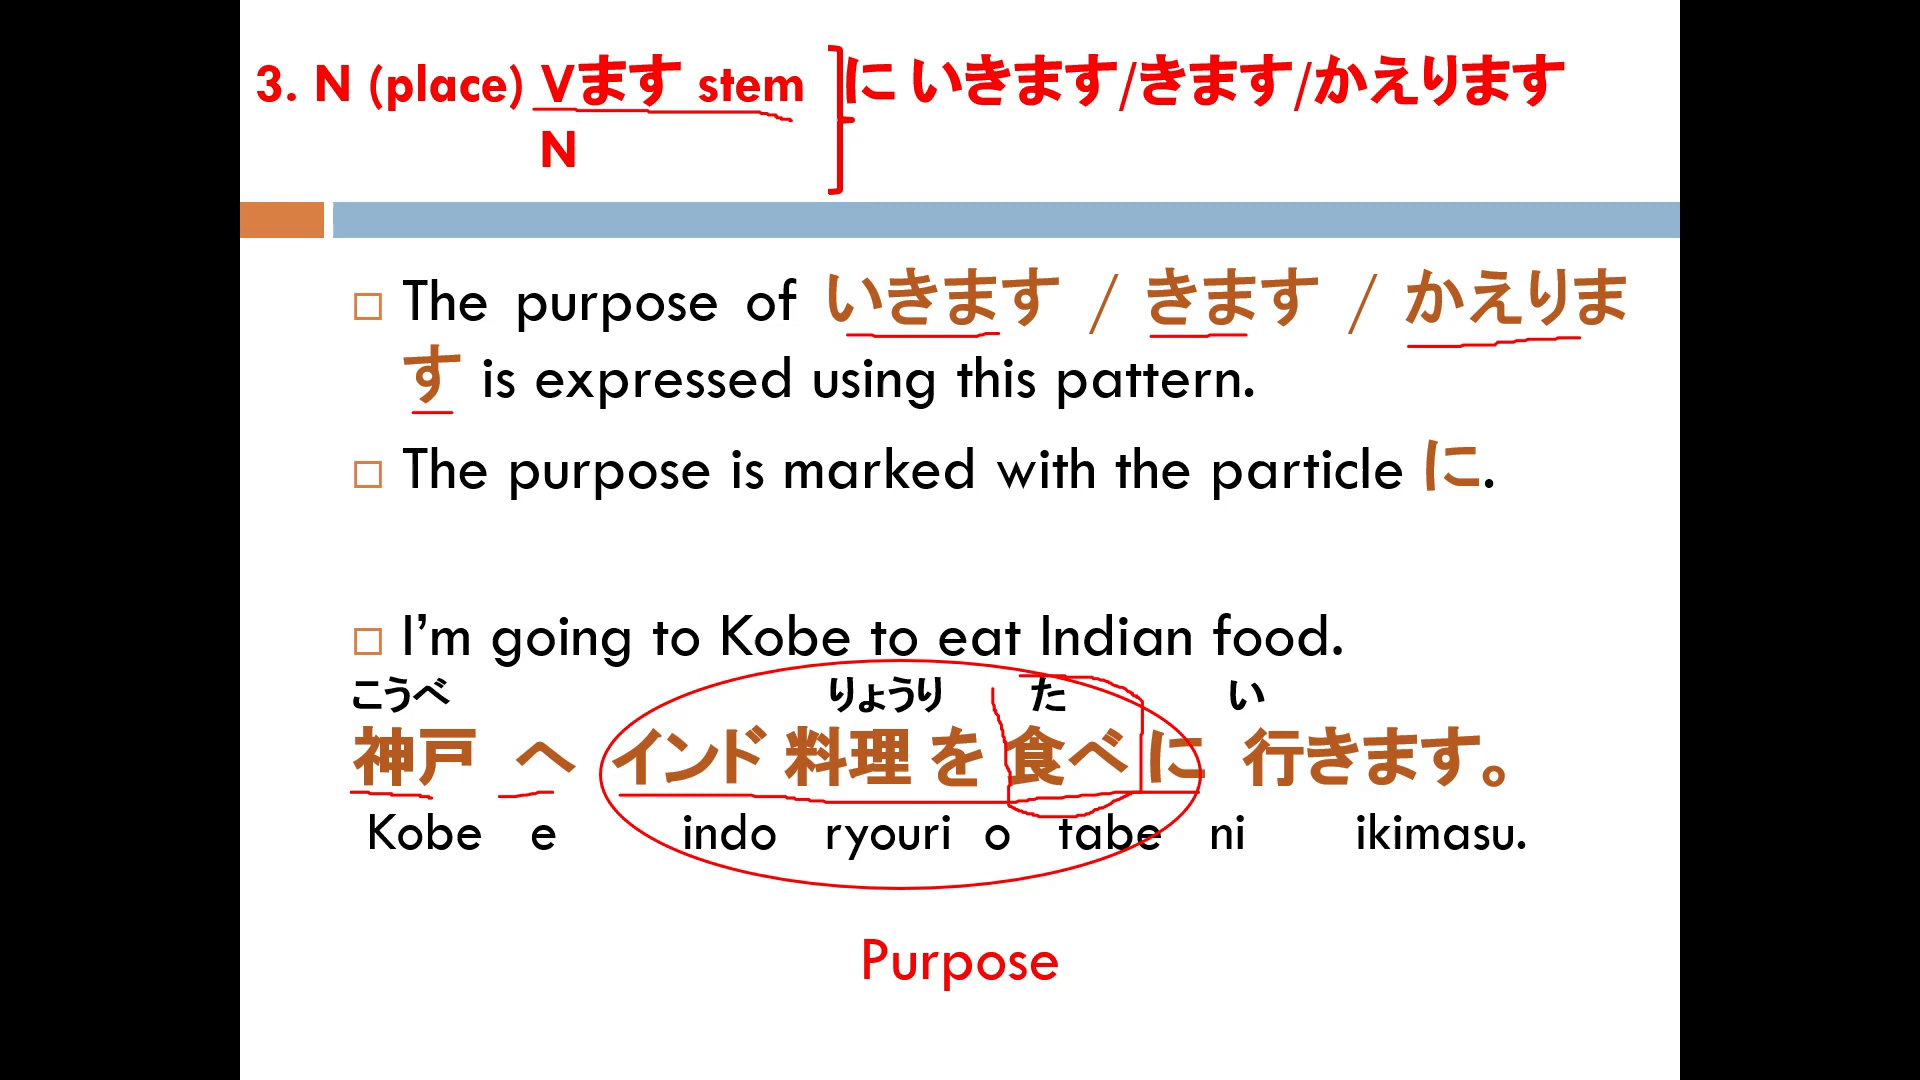 3. N (place) Vます stem に いきます/きます/かえります
N
The purpose of いきます / きます / かえりま
す is expressed using this pattern.
The purpose is marked with the particle に.
I'm going to Kobe to eat Indian food.
こうべ りょうり た い
神戸 へ インド 料理 を 食べ に 行きます。
Kobe e indo ryouri o tabe ni ikimasu.
Purpose